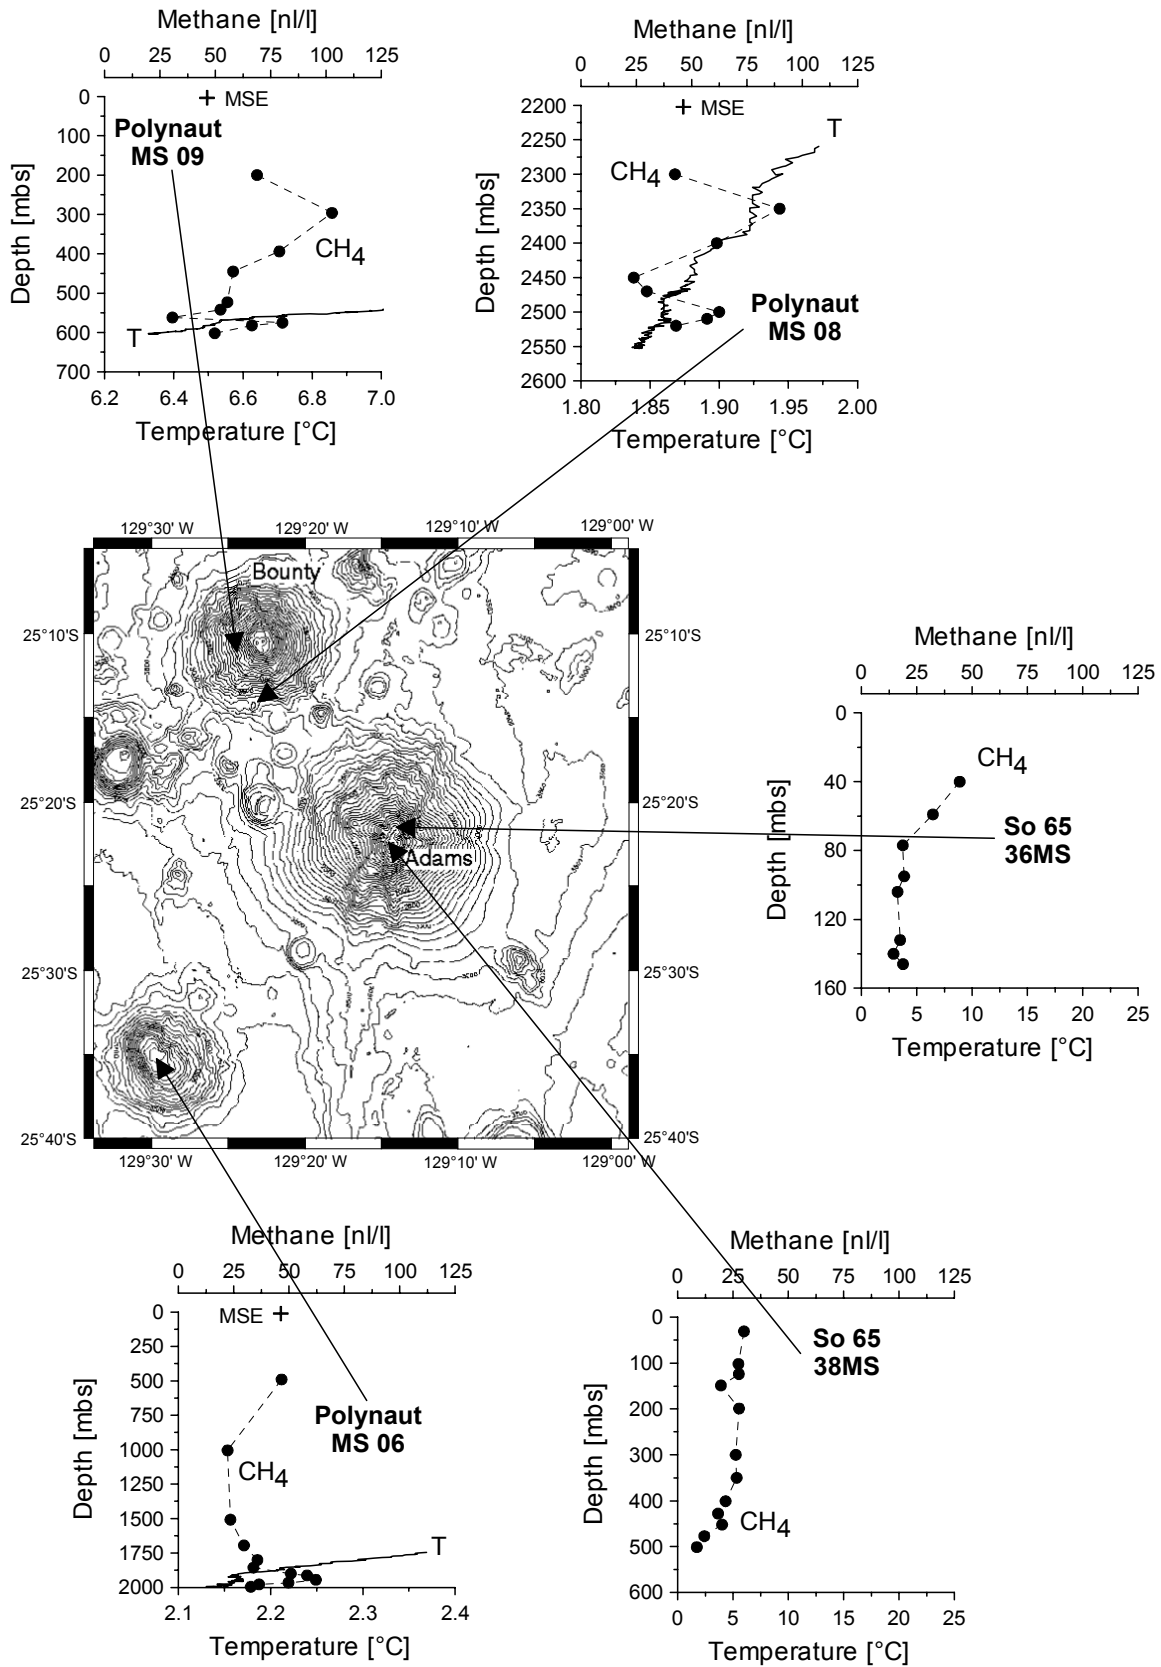 Methane [nl/l]
0 25 50 75 100 125
Depth [mbs]
0
100
200
300
400
500
600
700
MSE
Polynaut
MS 09
CH4
T
6.2 6.4 6.6 6.8 7.0
Temperature [°C]
Methane [nl/l]
0 25 50 75 100 125
Depth [mbs]
2200
2300
2350
2400
2450
2500
2550
2600
MSE
T
CH4
Polynaut
MS 08
1.80 1.85 1.90 1.95 2.00
Temperature [°C]
129°30' W 129°20' W 129°10' W 129°00' W
Bounty
25°10'S 25°10'S
25°20'S 25°20'S
Adams
25°30'S 25°30'S
25°40'S 25°40'S
129°30' W 129°20' W 129°10' W 129°00' W
Methane [nl/l]
0 25 50 75 100 125
Depth [mbs]
0
40
80
120
160
CH4
So 65
36MS
0 5 10 15 20 25
Temperature [°C]
Methane [nl/l]
0 25 50 75 100 125
Depth [mbs]
0
250
500
750
1000
1250
1500
1750
2000
MSE
Polynaut
MS 06
CH4
T
2.1 2.2 2.3 2.4
Temperature [°C]
Methane [nl/l]
0 25 50 75 100 125
Depth [mbs]
0
100
200
300
400
500
600
So 65
38MS
CH4
0 5 10 15 20 25
Temperature [°C]